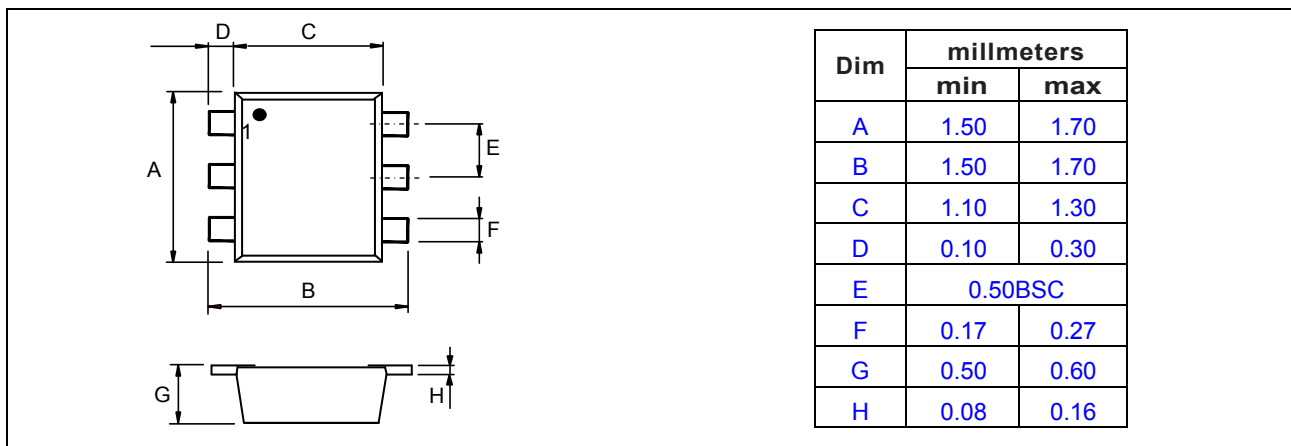 D C
1
A
E
F
B
G
H
Dim millmeters
min max
A 1.50 1.70
B 1.50 1.70
C 1.10 1.30
D 0.10 0.30
E 0.50BSC
F 0.17 0.27
G 0.50 0.60
H 0.08 0.16